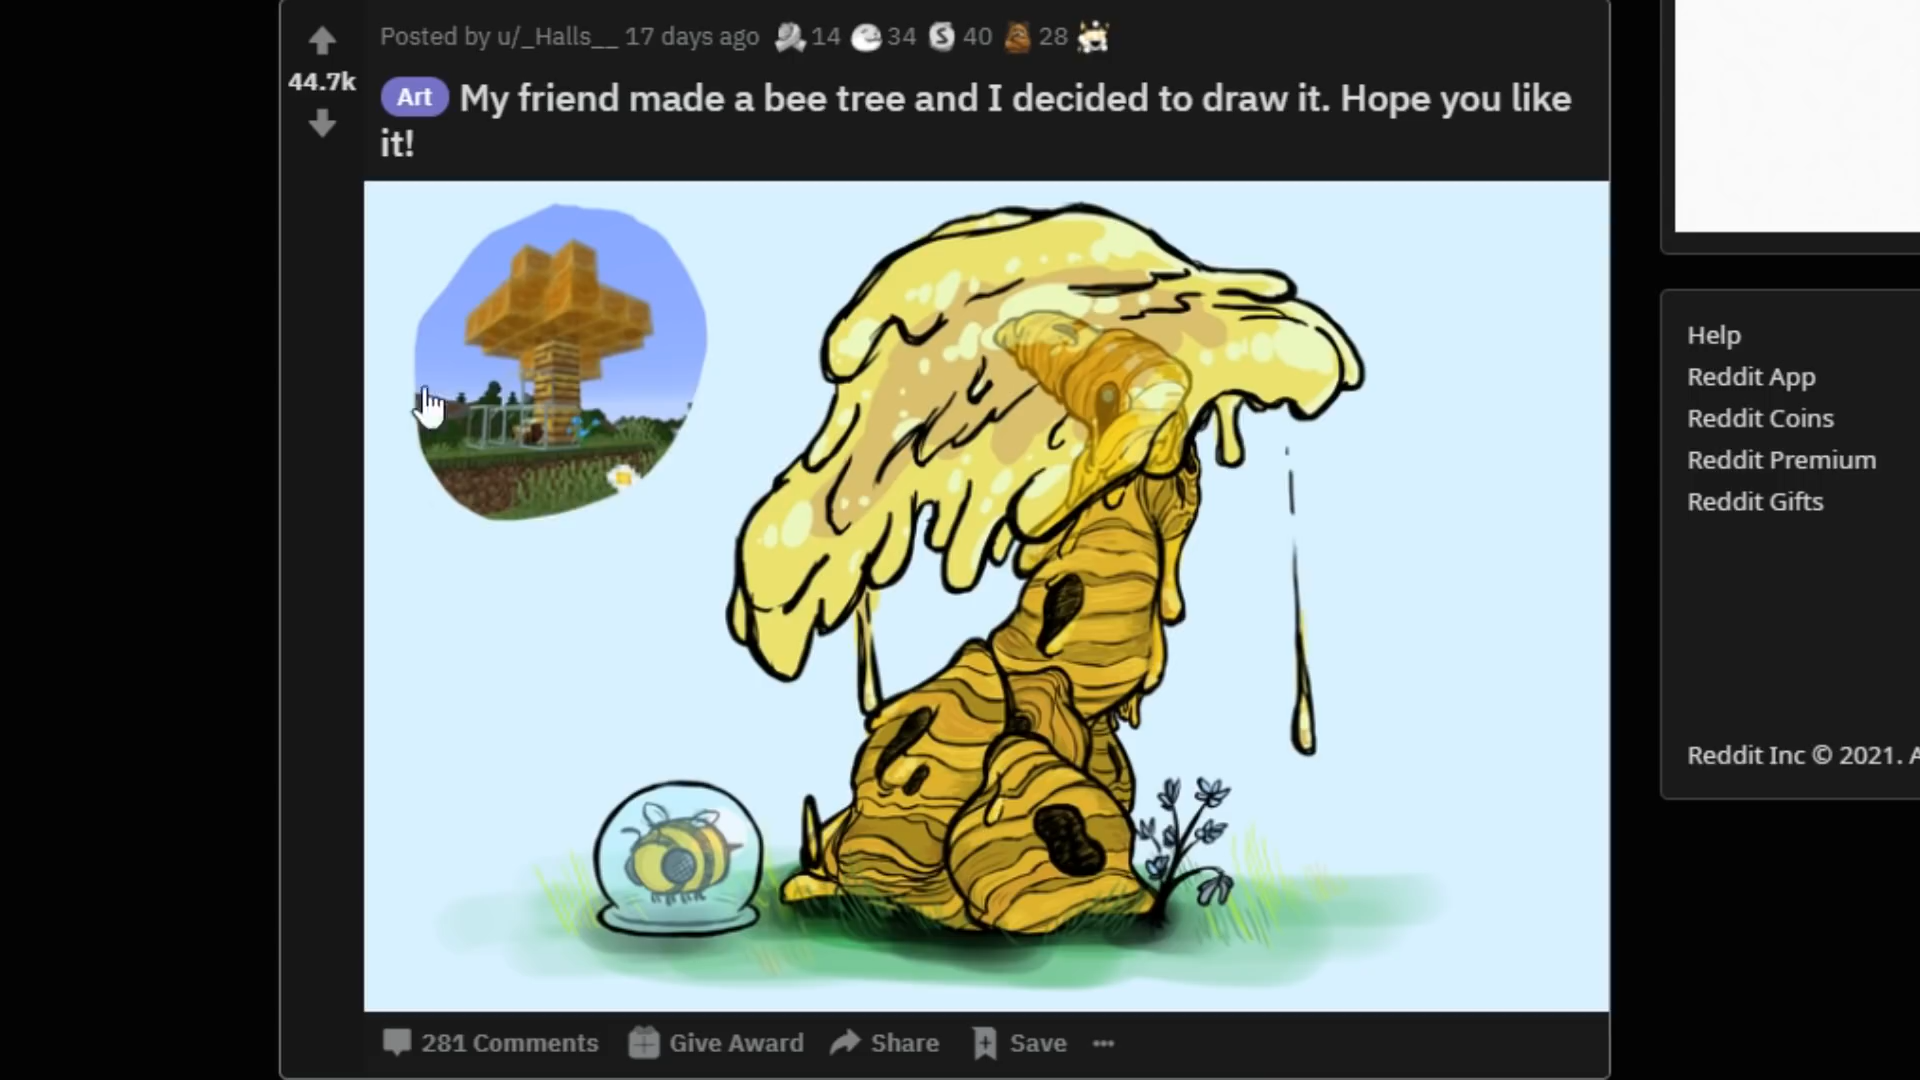 Posted by u/_Halls__ 17 days ago 14 34 40 28
44.7k
Art My friend made a bee tree and I decided to draw it. Hope you like
it!
281 Comments Give Award Share Save
Help
Reddit App
Reddit Coins
Reddit Premium
Reddit Gifts
Reddit Inc © 2021. A